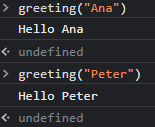 > greeting("Ana")
Hello Ana
undefined
> greeting("Peter")
Hello Peter
undefined